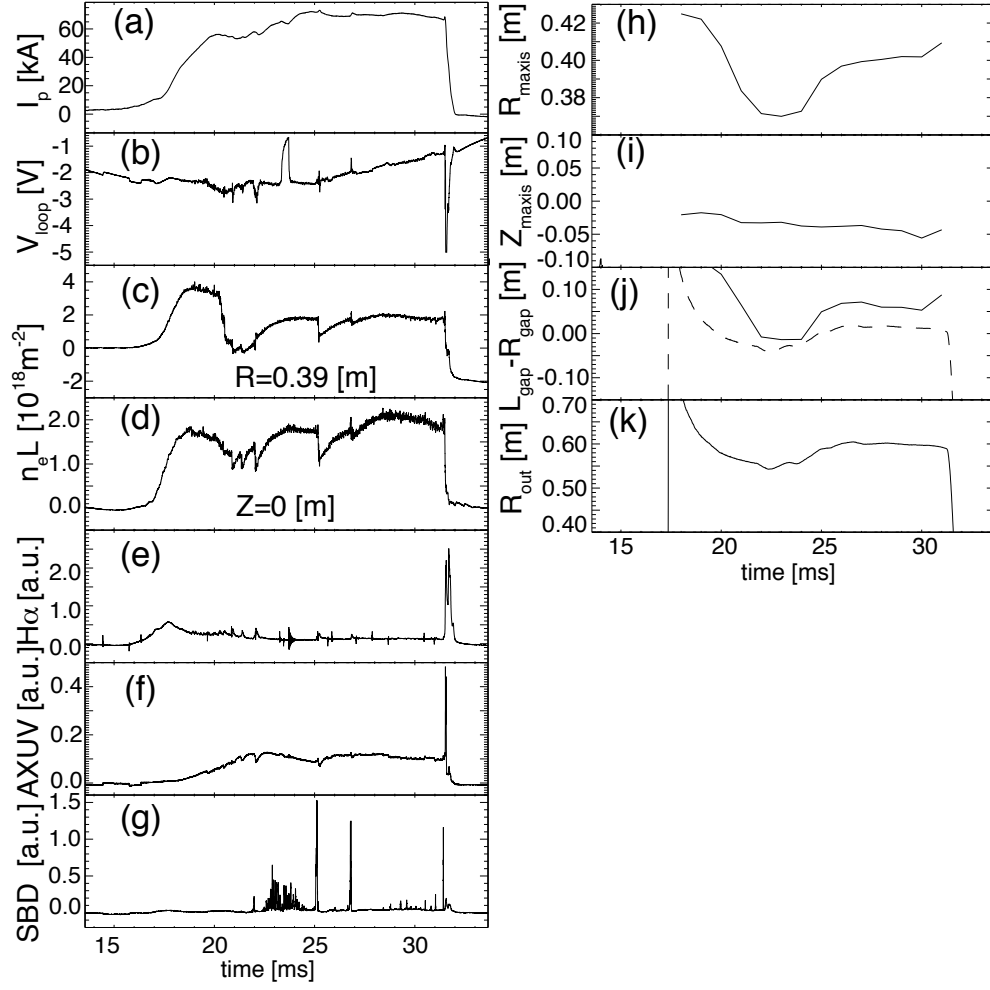 (a)
I_p [kA]
60
40
20
0
(b)
V_loop [V]
-1
-2
-3
-4
-5
(c)
4
2
0
-2
R=0.39 [m]
n_eL [10^18 m^-2]
(d)
2.0
1.0
0.0
Z=0 [m]
(e)
Hα [a.u.]
2.0
1.0
0.0
(f)
AXUV [a.u.]
0.4
0.2
0.0
(g)
SBD [a.u.]
1.5
1.0
0.5
0.0
15 20 25 30
time [ms]
(h)
R_maxis [m]
0.42
0.40
0.38
(i)
Z_maxis [m]
0.10
0.05
0.00
-0.05
-0.10
(j)
L_gap-R_gap [m]
0.10
0.00
-0.10
(k)
R_out [m]
0.70
0.60
0.50
0.40
15 20 25 30
time [ms]